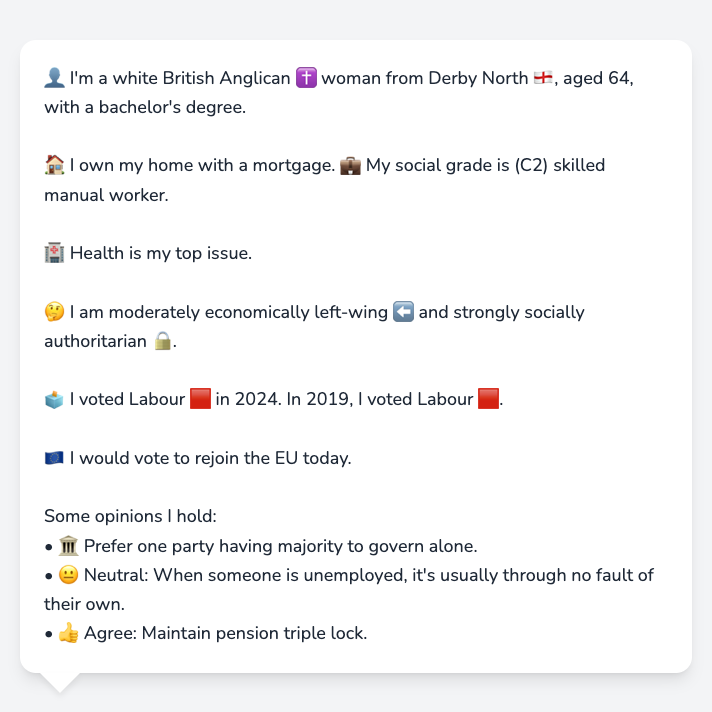 👤 I'm a white British Anglican ✝️ woman from Derby North 🏴󠁧󠁢󠁥󠁮󠁧󠁿, aged 64,
with a bachelor's degree.
🏠 I own my home with a mortgage. 💼 My social grade is (C2) skilled
manual worker.
🏥 Health is my top issue.
🤔 I am moderately economically left-wing ⬅️ and strongly socially
authoritarian 🔒.
🗳️ I voted Labour 🟥 in 2024. In 2019, I voted Labour 🟥.
🇪🇺 I would vote to rejoin the EU today.
Some opinions I hold:
• 🏛️ Prefer one party having majority to govern alone.
• 😐 Neutral: When someone is unemployed, it's usually through no fault of
their own.
• 👍 Agree: Maintain pension triple lock.